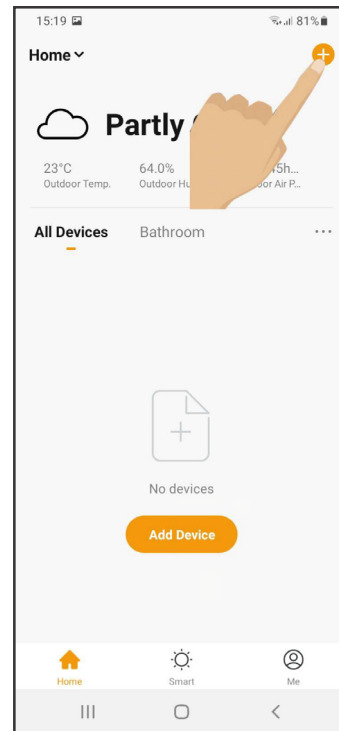 15:19 81%
Home
Partly
23°C 64.0% 5h...
Outdoor Temp. Outdoor Hu oor Air P...
All Devices Bathroom
No devices
Add Device
Home Smart Me